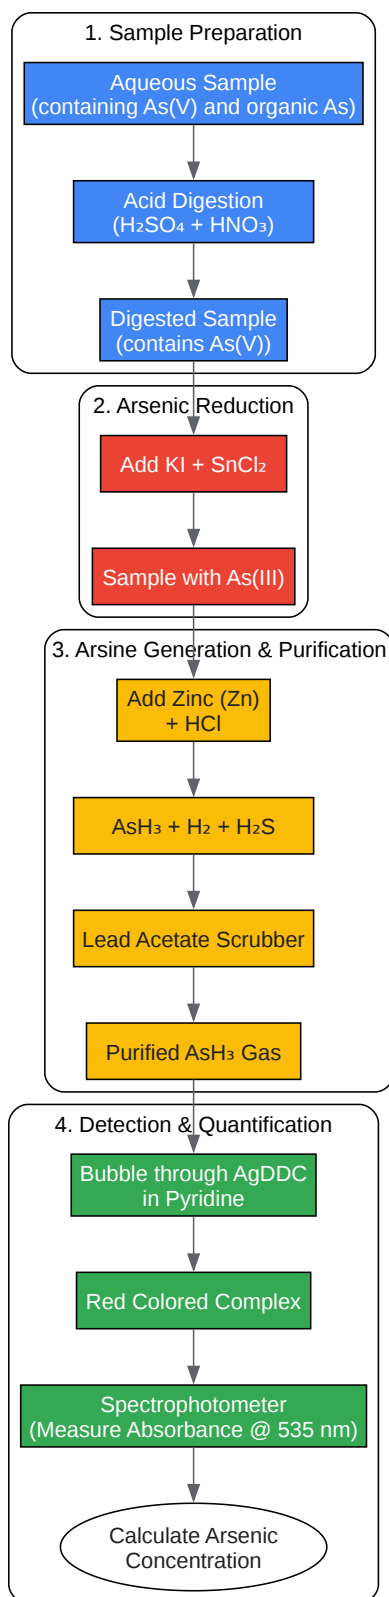 1. Sample Preparation
Aqueous Sample
(containing As(V) and organic As)
Acid Digestion
(H₂SO₄ + HNO₃)
Digested Sample
(contains As(V))
2. Arsenic Reduction
Add KI + SnCl₂
Sample with As(III)
3. Arsine Generation & Purification
Add Zinc (Zn)
+ HCl
AsH₃ + H₂ + H₂S
Lead Acetate Scrubber
Purified AsH₃ Gas
4. Detection & Quantification
Bubble through AgDDC
in Pyridine
Red Colored Complex
Spectrophotometer
(Measure Absorbance @ 535 nm)
Calculate Arsenic
Concentration